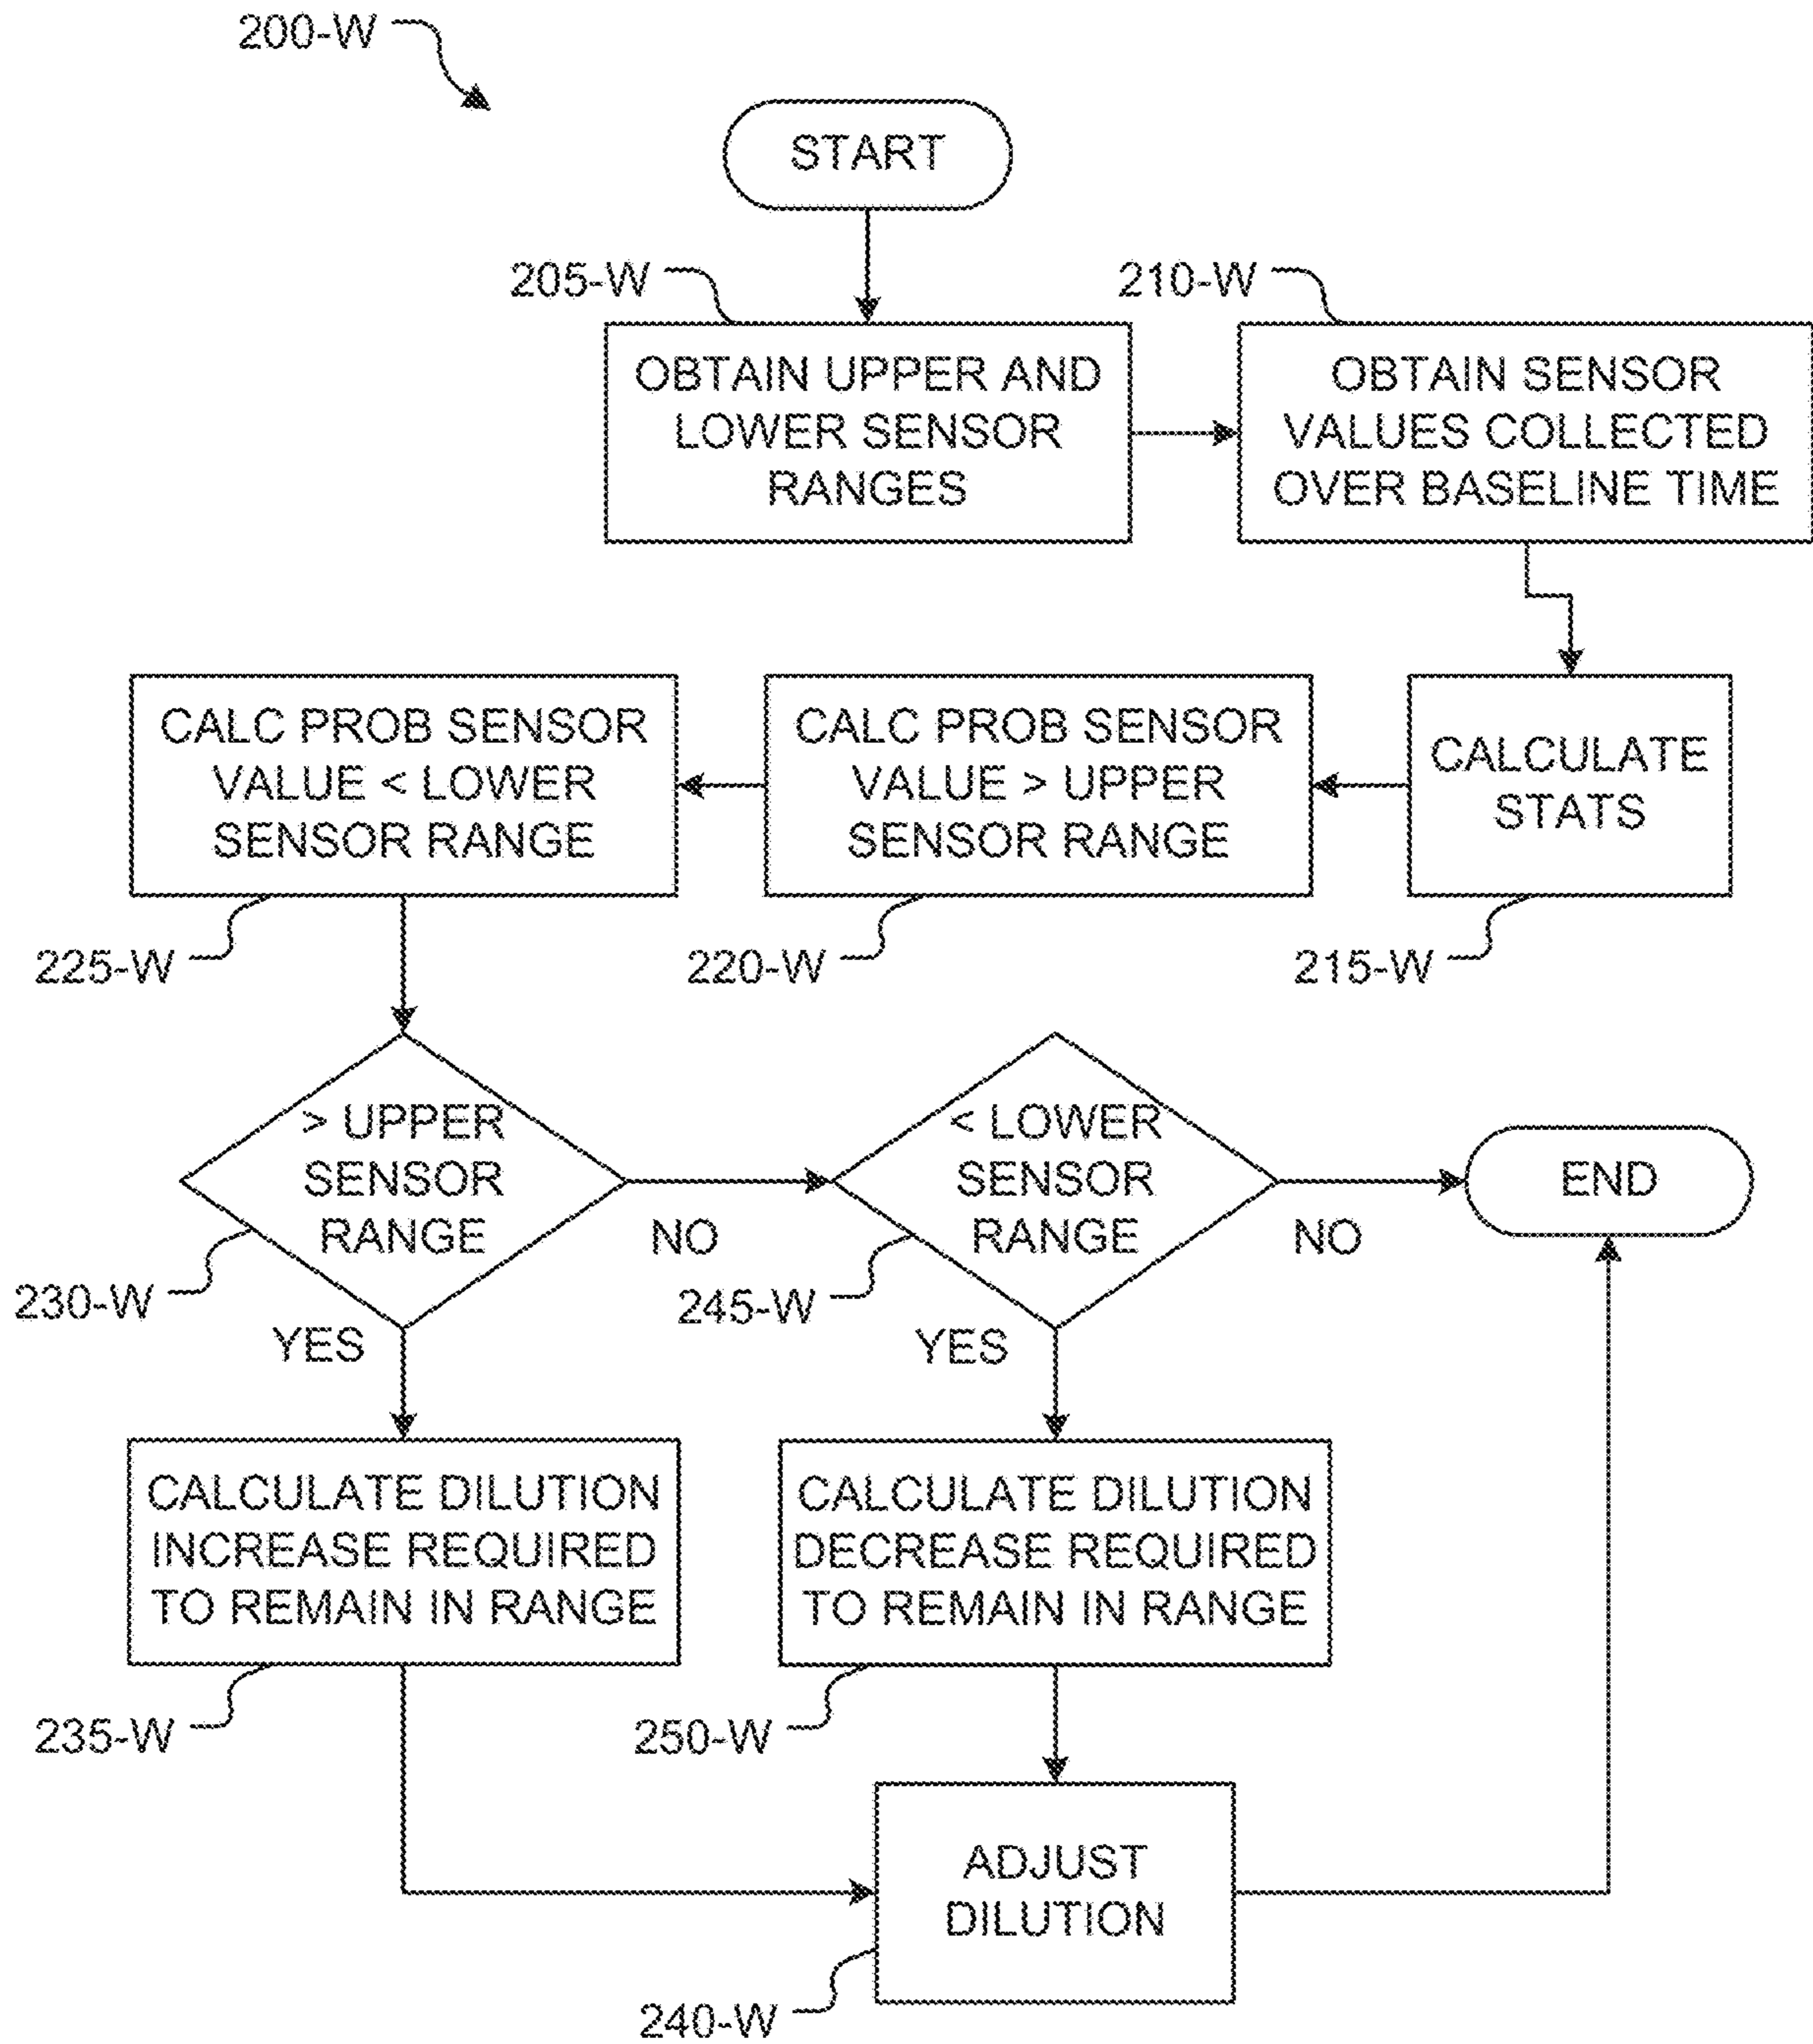 200-W
START
205-W
210-W
OBTAIN UPPER AND
LOWER SENSOR
RANGES
OBTAIN SENSOR
VALUES COLLECTED
OVER BASELINE TIME
CALC PROB SENSOR
VALUE < LOWER
SENSOR RANGE
CALC PROB SENSOR
VALUE > UPPER
SENSOR RANGE
CALCULATE
STATS
225-W
220-W
215-W
> UPPER
SENSOR
RANGE
NO
< LOWER
SENSOR
RANGE
NO
END
230-W
YES
245-W
YES
CALCULATE DILUTION
INCREASE REQUIRED
TO REMAIN IN RANGE
CALCULATE DILUTION
DECREASE REQUIRED
TO REMAIN IN RANGE
235-W
250-W
ADJUST
DILUTION
240-W